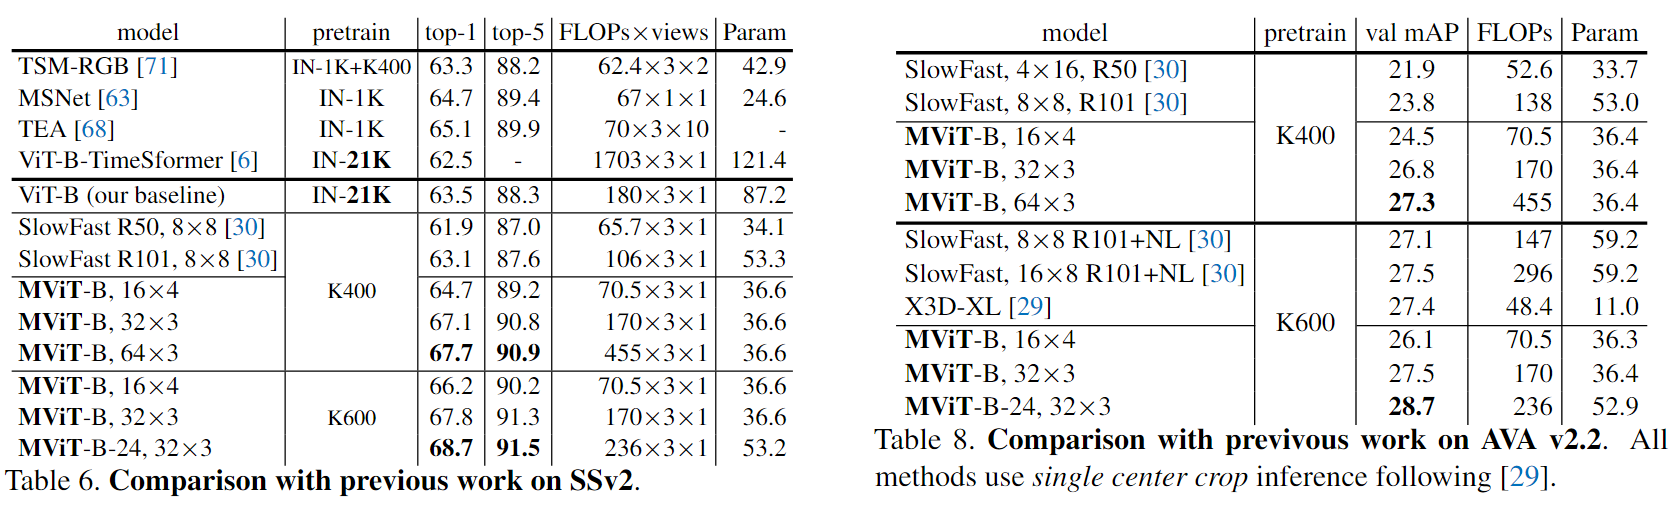 model pretrain top-1 top-5 FLOPs×views Param
TSM-RGB [71] IN-1K+K400 63.3 88.2 62.4×3×2 42.9
MSNet [63] IN-1K 64.7 89.4 67×1×1 24.6
TEA [68] IN-1K 65.1 89.9 70×3×10 -
ViT-B-TimeSformer [6] IN-21K 62.5 - 1703×3×1 121.4
ViT-B (our baseline) IN-21K 63.5 88.3 180×3×1 87.2
SlowFast R50, 8×8 [30] 61.9 87.0 65.7×3×1 34.1
SlowFast R101, 8×8 [30] 63.1 87.6 106×3×1 53.3
MViT-B, 16×4 K400 64.7 89.2 70.5×3×1 36.6
MViT-B, 32×3 67.1 90.8 170×3×1 36.6
MViT-B, 64×3 67.7 90.9 455×3×1 36.6
MViT-B, 16×4 66.2 90.2 70.5×3×1 36.6
MViT-B, 32×3 K600 67.8 91.3 170×3×1 36.6
MViT-B-24, 32×3 68.7 91.5 236×3×1 53.2
Table 6. Comparison with previous work on SSv2.
model pretrain val mAP FLOPs Param
SlowFast, 4×16, R50 [30] 21.9 52.6 33.7
SlowFast, 8×8, R101 [30] 23.8 138 53.0
MViT-B, 16×4 K400 24.5 70.5 36.4
MViT-B, 32×3 26.8 170 36.4
MViT-B, 64×3 27.3 455 36.4
SlowFast, 8×8 R101+NL [30] 27.1 147 59.2
SlowFast, 16×8 R101+NL [30] 27.5 296 59.2
X3D-XL [29] K600 27.4 48.4 11.0
MViT-B, 16×4 26.1 70.5 36.3
MViT-B, 32×3 27.5 170 36.4
MViT-B-24, 32×3 28.7 236 52.9
Table 8. Comparison with previvous work on AVA v2.2. All
methods use single center crop inference following [29].